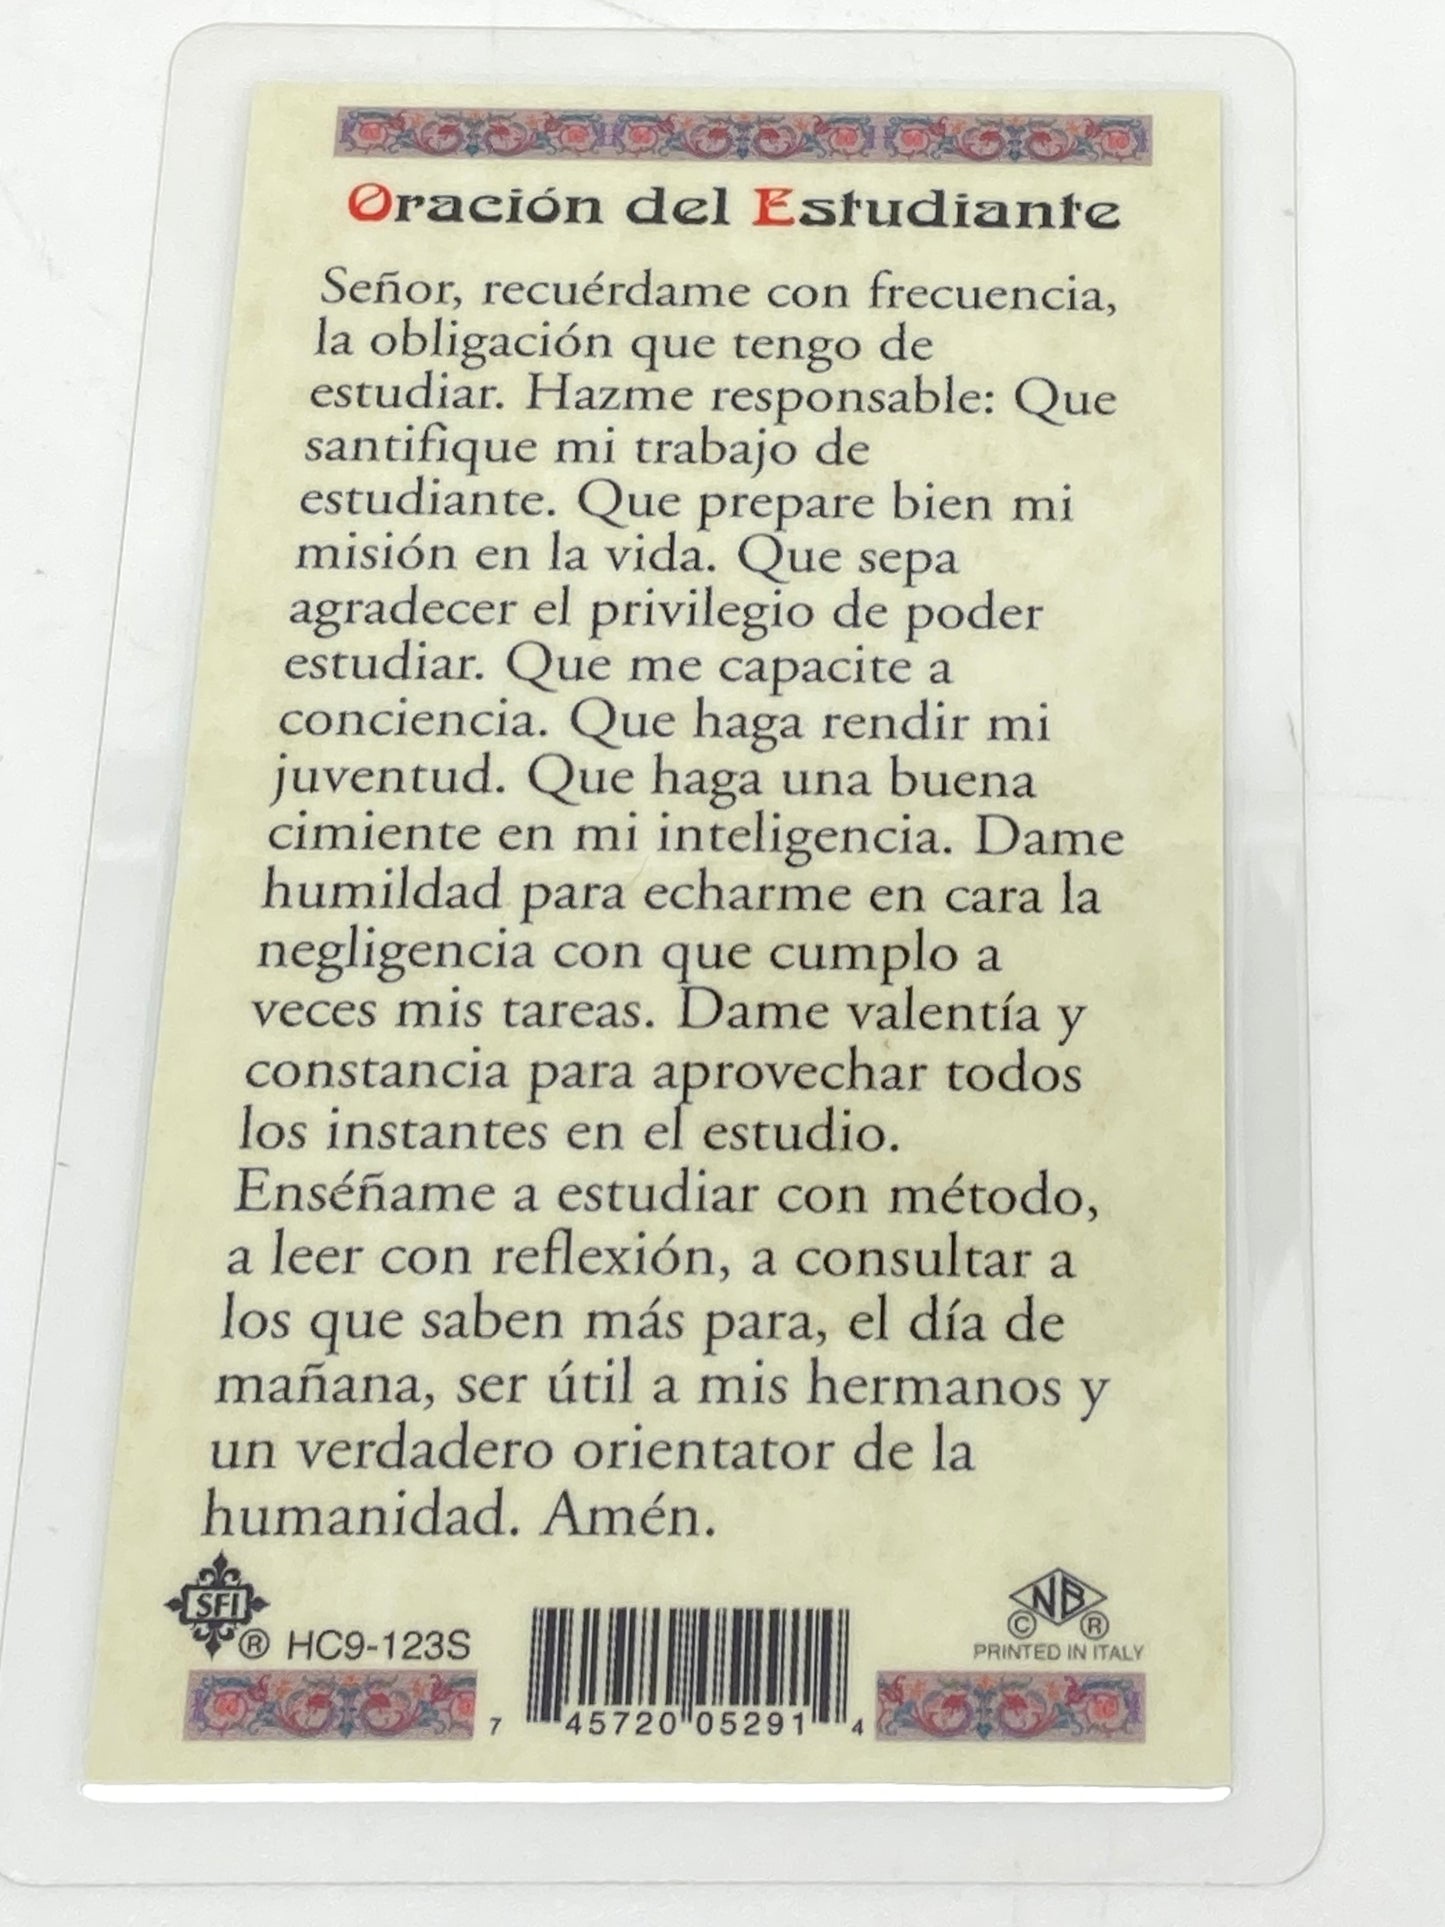 Oración del Estudiante
Señor, recuérdame con frecuencia,
la obligación que tengo de
estudiar. Hazme responsable: Que
santifique mi trabajo de
estudiante. Que prepare bien mi
misión en la vida. Que sepa
agradecer el privilegio de poder
estudiar. Que me capacite a
conciencia. Que haga rendir mi
juventud. Que haga una buena
cimiente en mi inteligencia. Dame
humildad para echarme en cara la
negligencia con que cumplo a
veces mis tareas. Dame valentía y
constancia para aprovechar todos
los instantes en el estudio.
Enséñame a estudiar con método,
a leer con reflexión, a consultar a
los que saben más para, el día de
mañana, ser útil a mis hermanos y
un verdadero orientator de la
humanidad. Amén.
SFI ® HC9-123S
NB
© ®
PRINTED IN ITALY
7 45720 05291 4